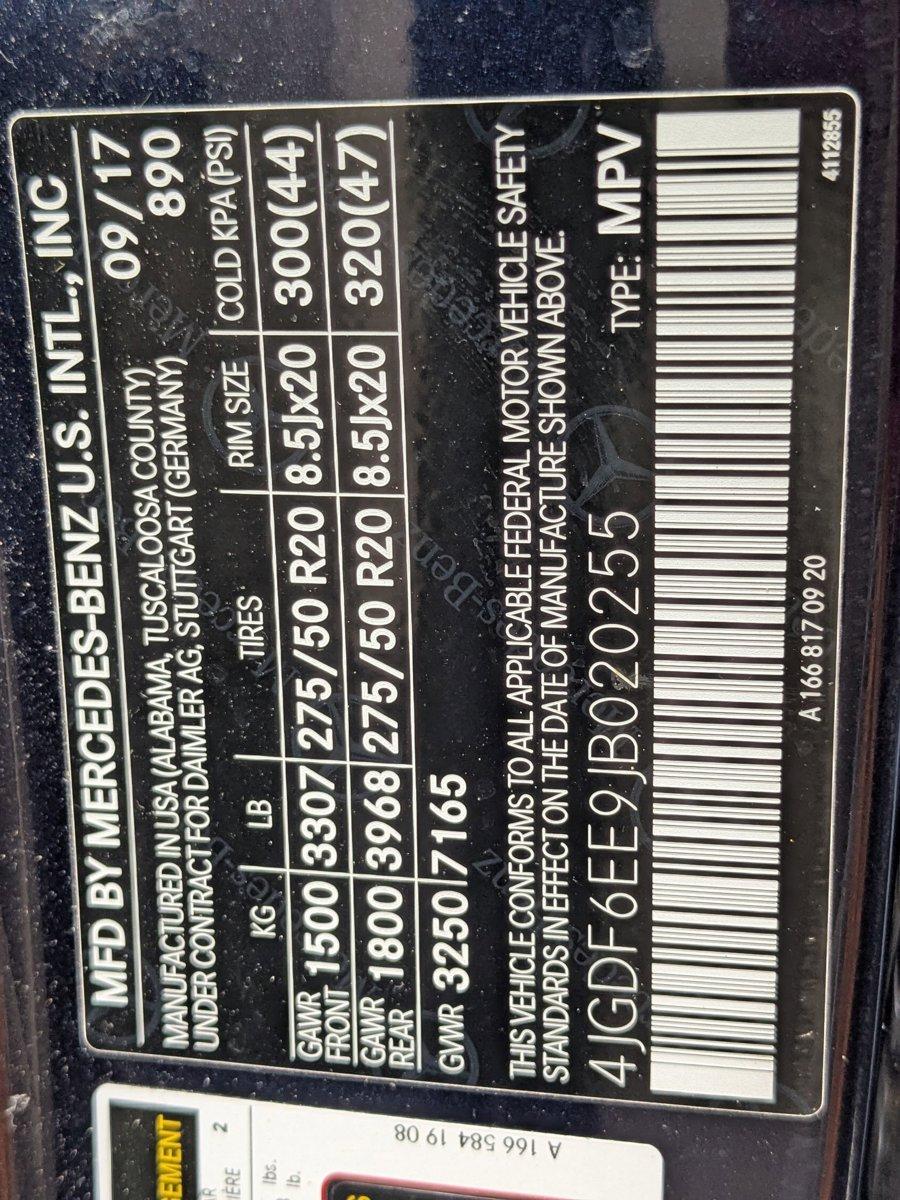 MFD BY MERCEDES-BENZ U.S. INTL., INC
MANUFACTURED IN USA (ALABAMA, TUSCALOOSA COUNTY) 09/17
UNDER CONTRACT FOR DAIMLER AG, STUTTGART (GERMANY) 890
KG LB TIRES RIM SIZE COLD KPA (PSI)
GAWR FRONT 1500 3307 275/50 R20 8.5Jx20 300(44)
GAWR REAR 1800 3968 275/50 R20 8.5Jx20 320(47)
GWR 3250 7165
THIS VEHICLE CONFORMS TO ALL APPLICABLE FEDERAL MOTOR VEHICLE SAFETY
STANDARDS IN EFFECT ON THE DATE OF MANUFACTURE SHOWN ABOVE.
4JGDF6EE9JB020255 TYPE: MPV
A 166 817 09 20 4112855
GEMENT
2
lbs.
lb.
A 166 584 19 08